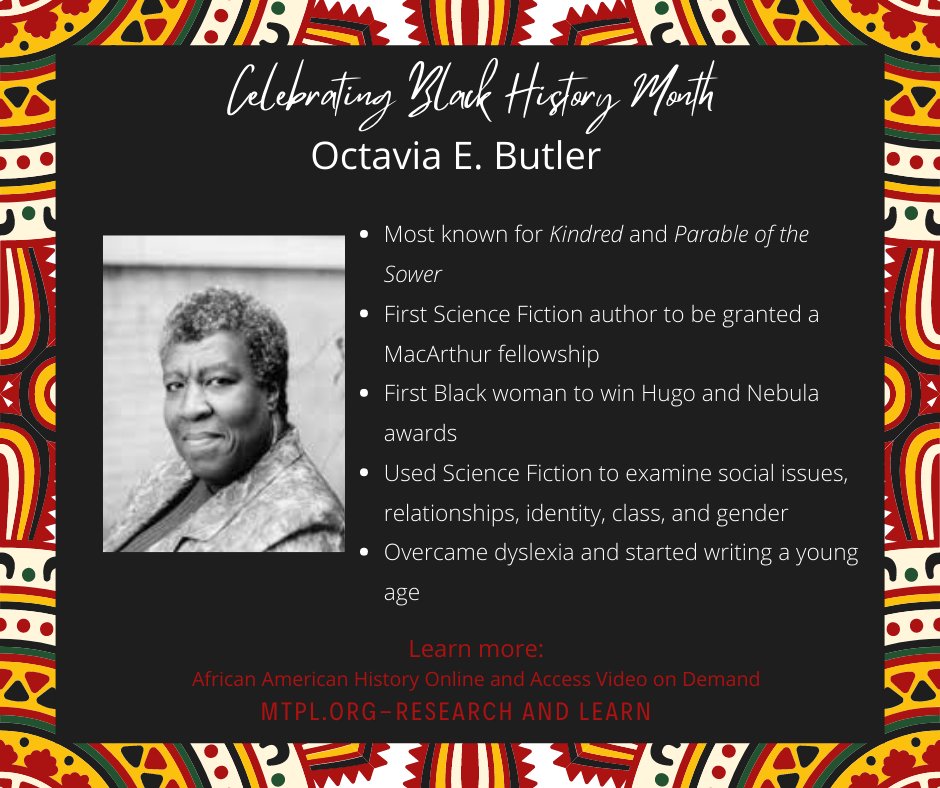 Celebrating Black History Month
Octavia E. Butler
• Most known for Kindred and Parable of the
Sower
• First Science Fiction author to be granted a
MacArthur fellowship
• First Black woman to win Hugo and Nebula
awards
• Used Science Fiction to examine social issues,
relationships, identity, class, and gender
• Overcame dyslexia and started writing a young
age
Learn more:
African American History Online and Access Video on Demand
MTPL.ORG–RESEARCH AND LEARN